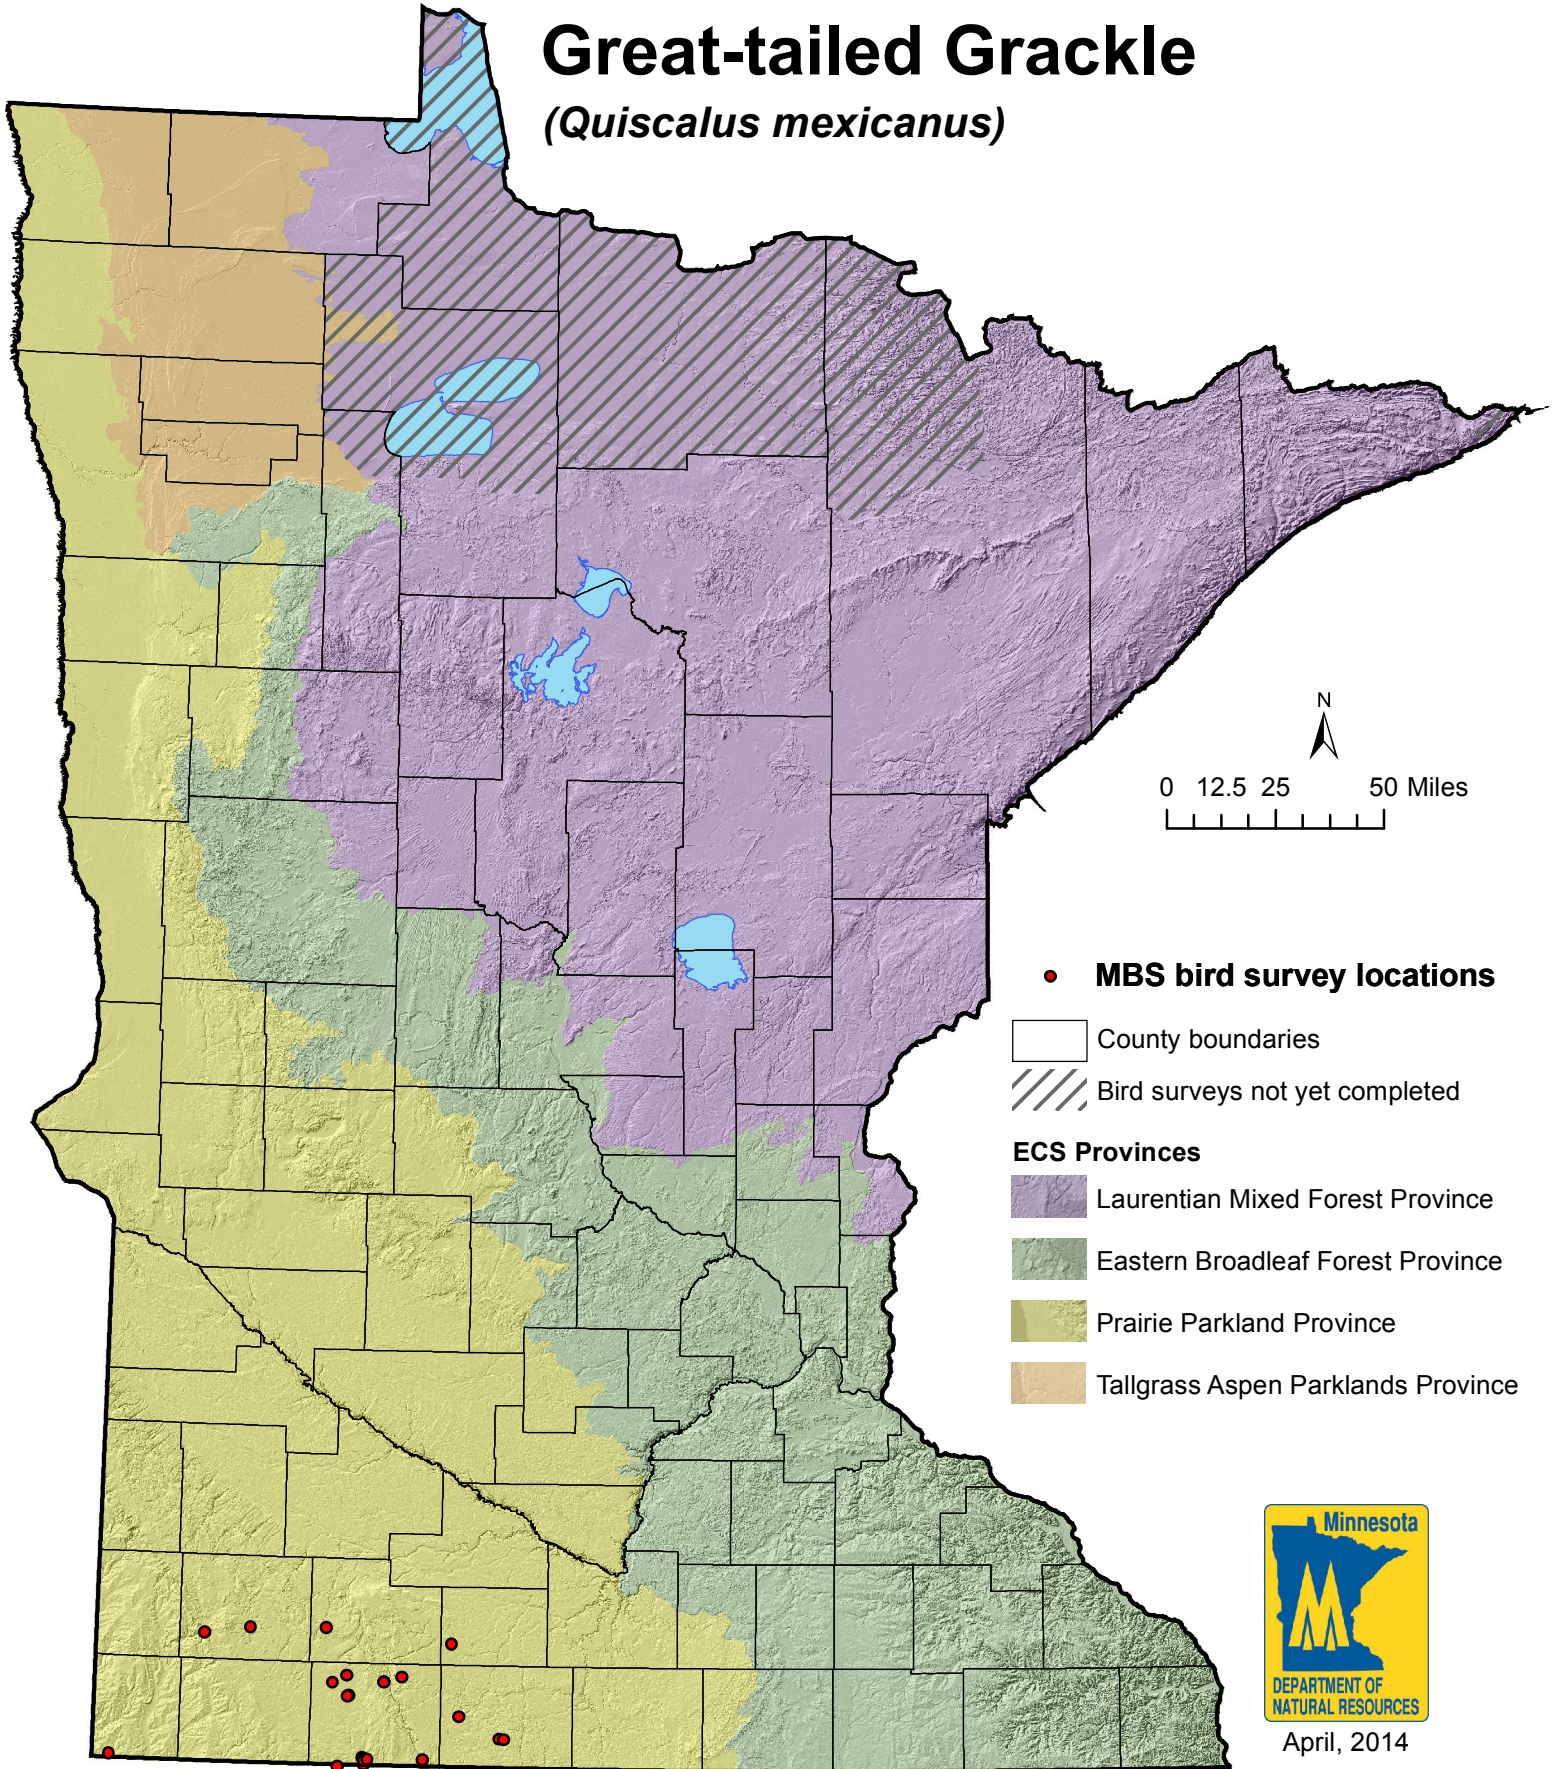 Great-tailed Grackle
(Quiscalus mexicanus)
N
0 12.5 25 50 Miles
MBS bird survey locations
County boundaries
Bird surveys not yet completed
ECS Provinces
Laurentian Mixed Forest Province
Eastern Broadleaf Forest Province
Prairie Parkland Province
Tallgrass Aspen Parklands Province
Minnesota
DEPARTMENT OF
NATURAL RESOURCES
April, 2014